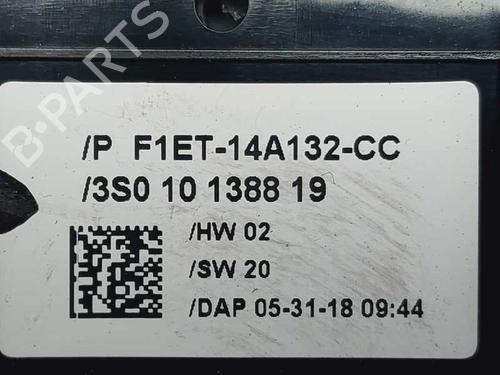 B-PARTS
/P F1ET-14A132-CC
/3S0 10 1388 19
/HW 02
/SW 20
/DAP 05-31-18 09:44